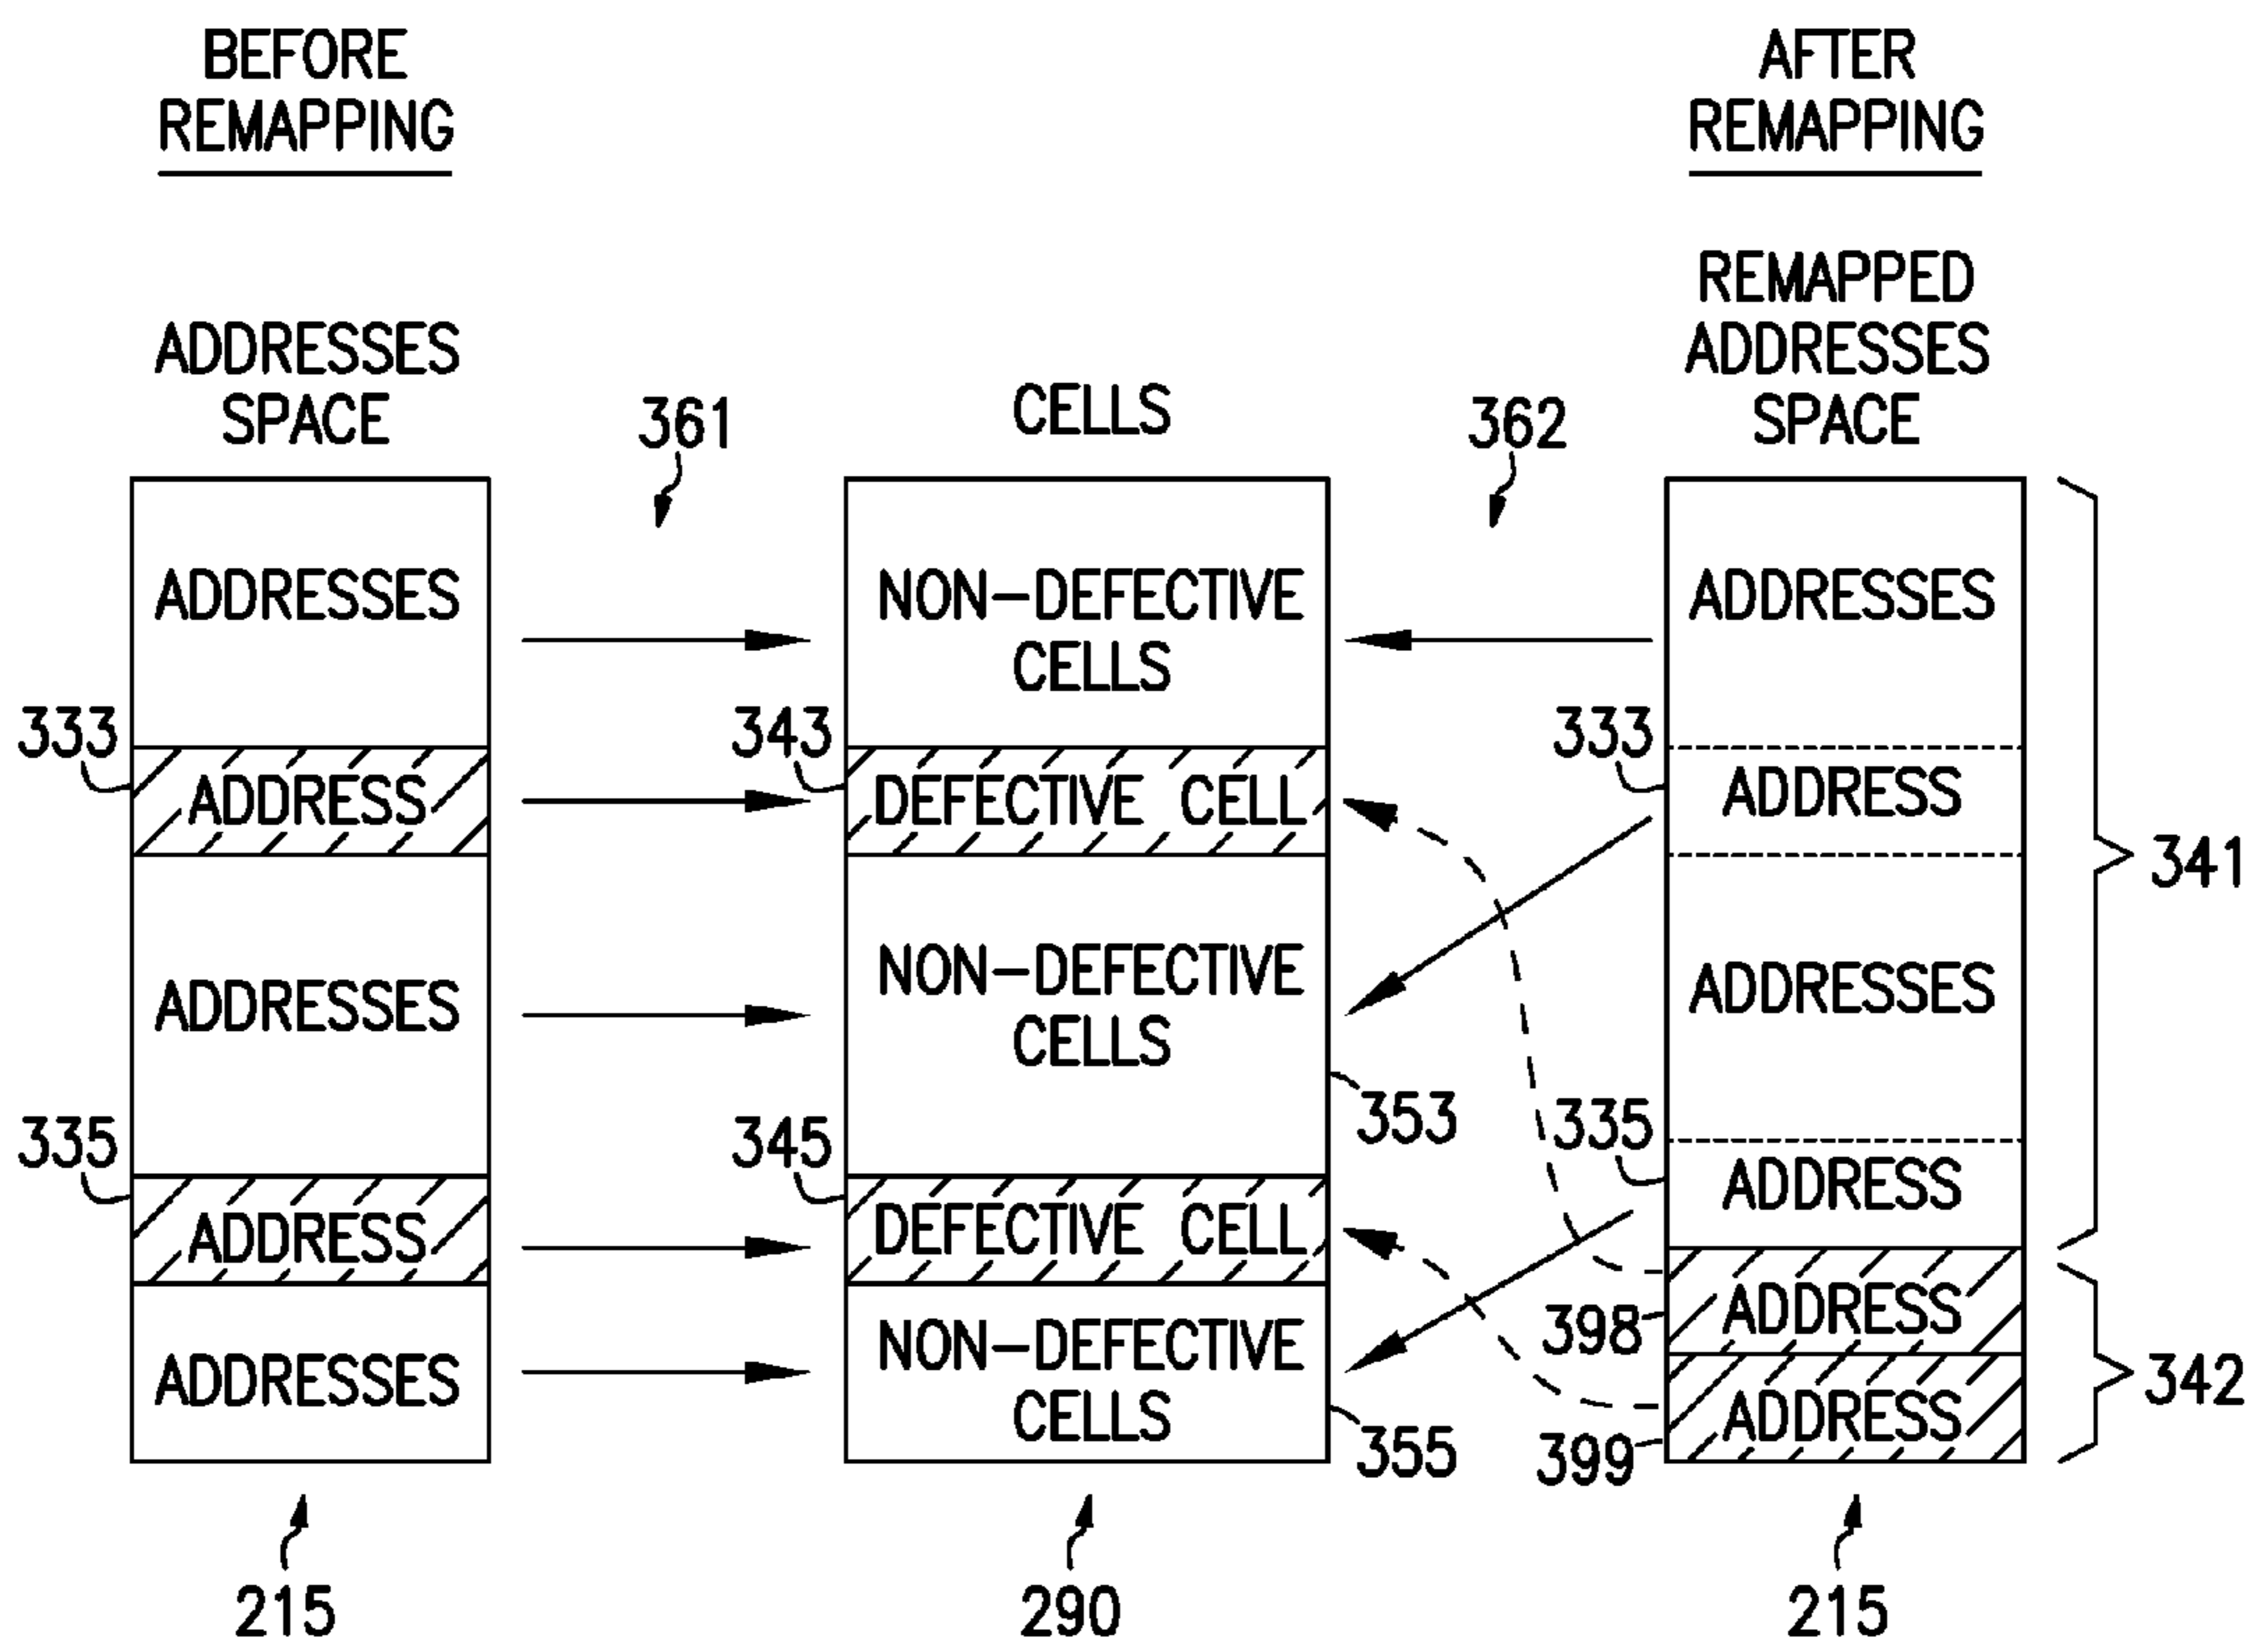 BEFORE
REMAPPING
AFTER
REMAPPING
ADDRESSES
SPACE
361
CELLS
362
REMAPPED
ADDRESSES
SPACE
ADDRESSES
NON-DEFECTIVE
CELLS
ADDRESSES
333
ADDRESS
343
DEFECTIVE CELL
333
ADDRESS
341
ADDRESSES
NON-DEFECTIVE
CELLS
353
ADDRESSES
335
ADDRESS
345
DEFECTIVE CELL
335
ADDRESS
ADDRESSES
NON-DEFECTIVE
CELLS
355
398
ADDRESS
399
ADDRESS
342
215
290
215